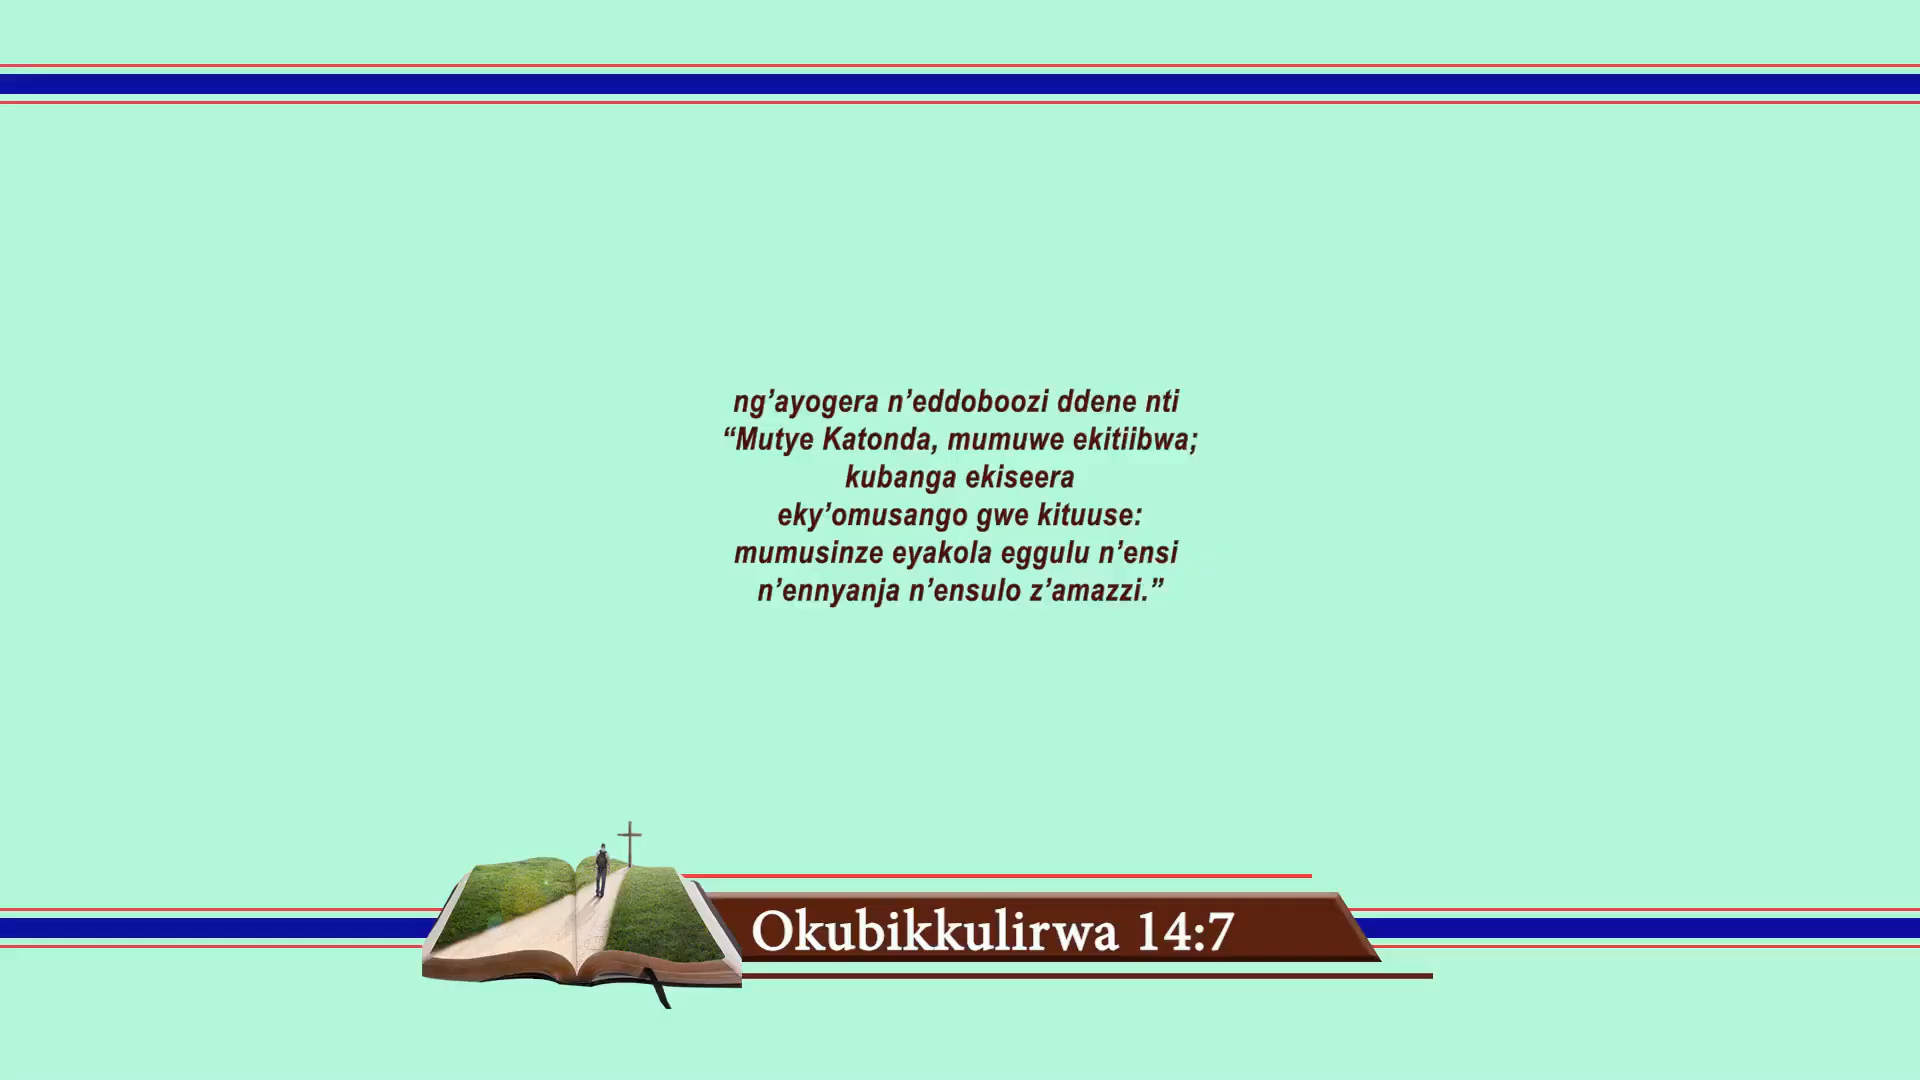 ng’ayogera n’eddoboozi ddene nti
“Mutye Katonda, mumuwe ekitiibwa;
kubanga ekiseera
eky’omusango gwe kituuse:
mumusinze eyakola eggulu n’ensi
n’ennyanja n’ensulo z’amazzi.”
Okubikkulirwa 14:7